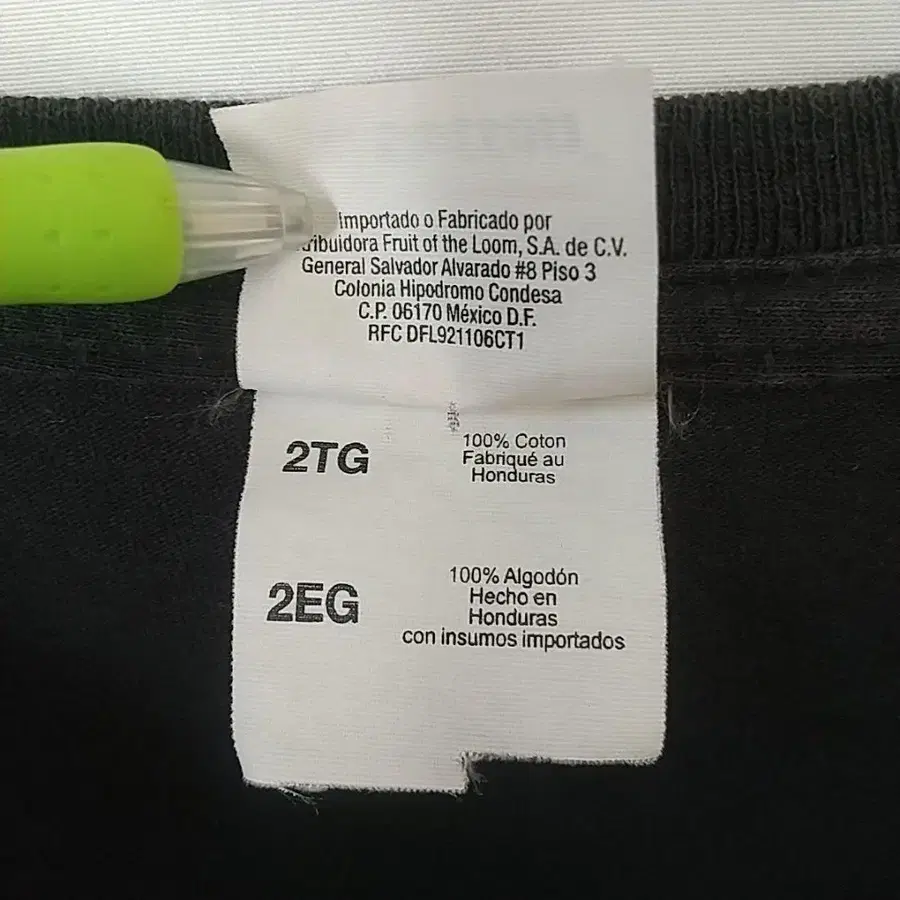 Importado o Fabricado por
Fruit of the Loom, S.A. de C.V.
General Salvador Alvarado #8 Piso 3
Colonia Hipodromo Condesa
C.P. 06170 México D.F.
RFC DFL921106CT1
2TG
100% Coton
Fabriqué au
Honduras
2EG
100% Algodón
Hecho en
Honduras
con insumos importados